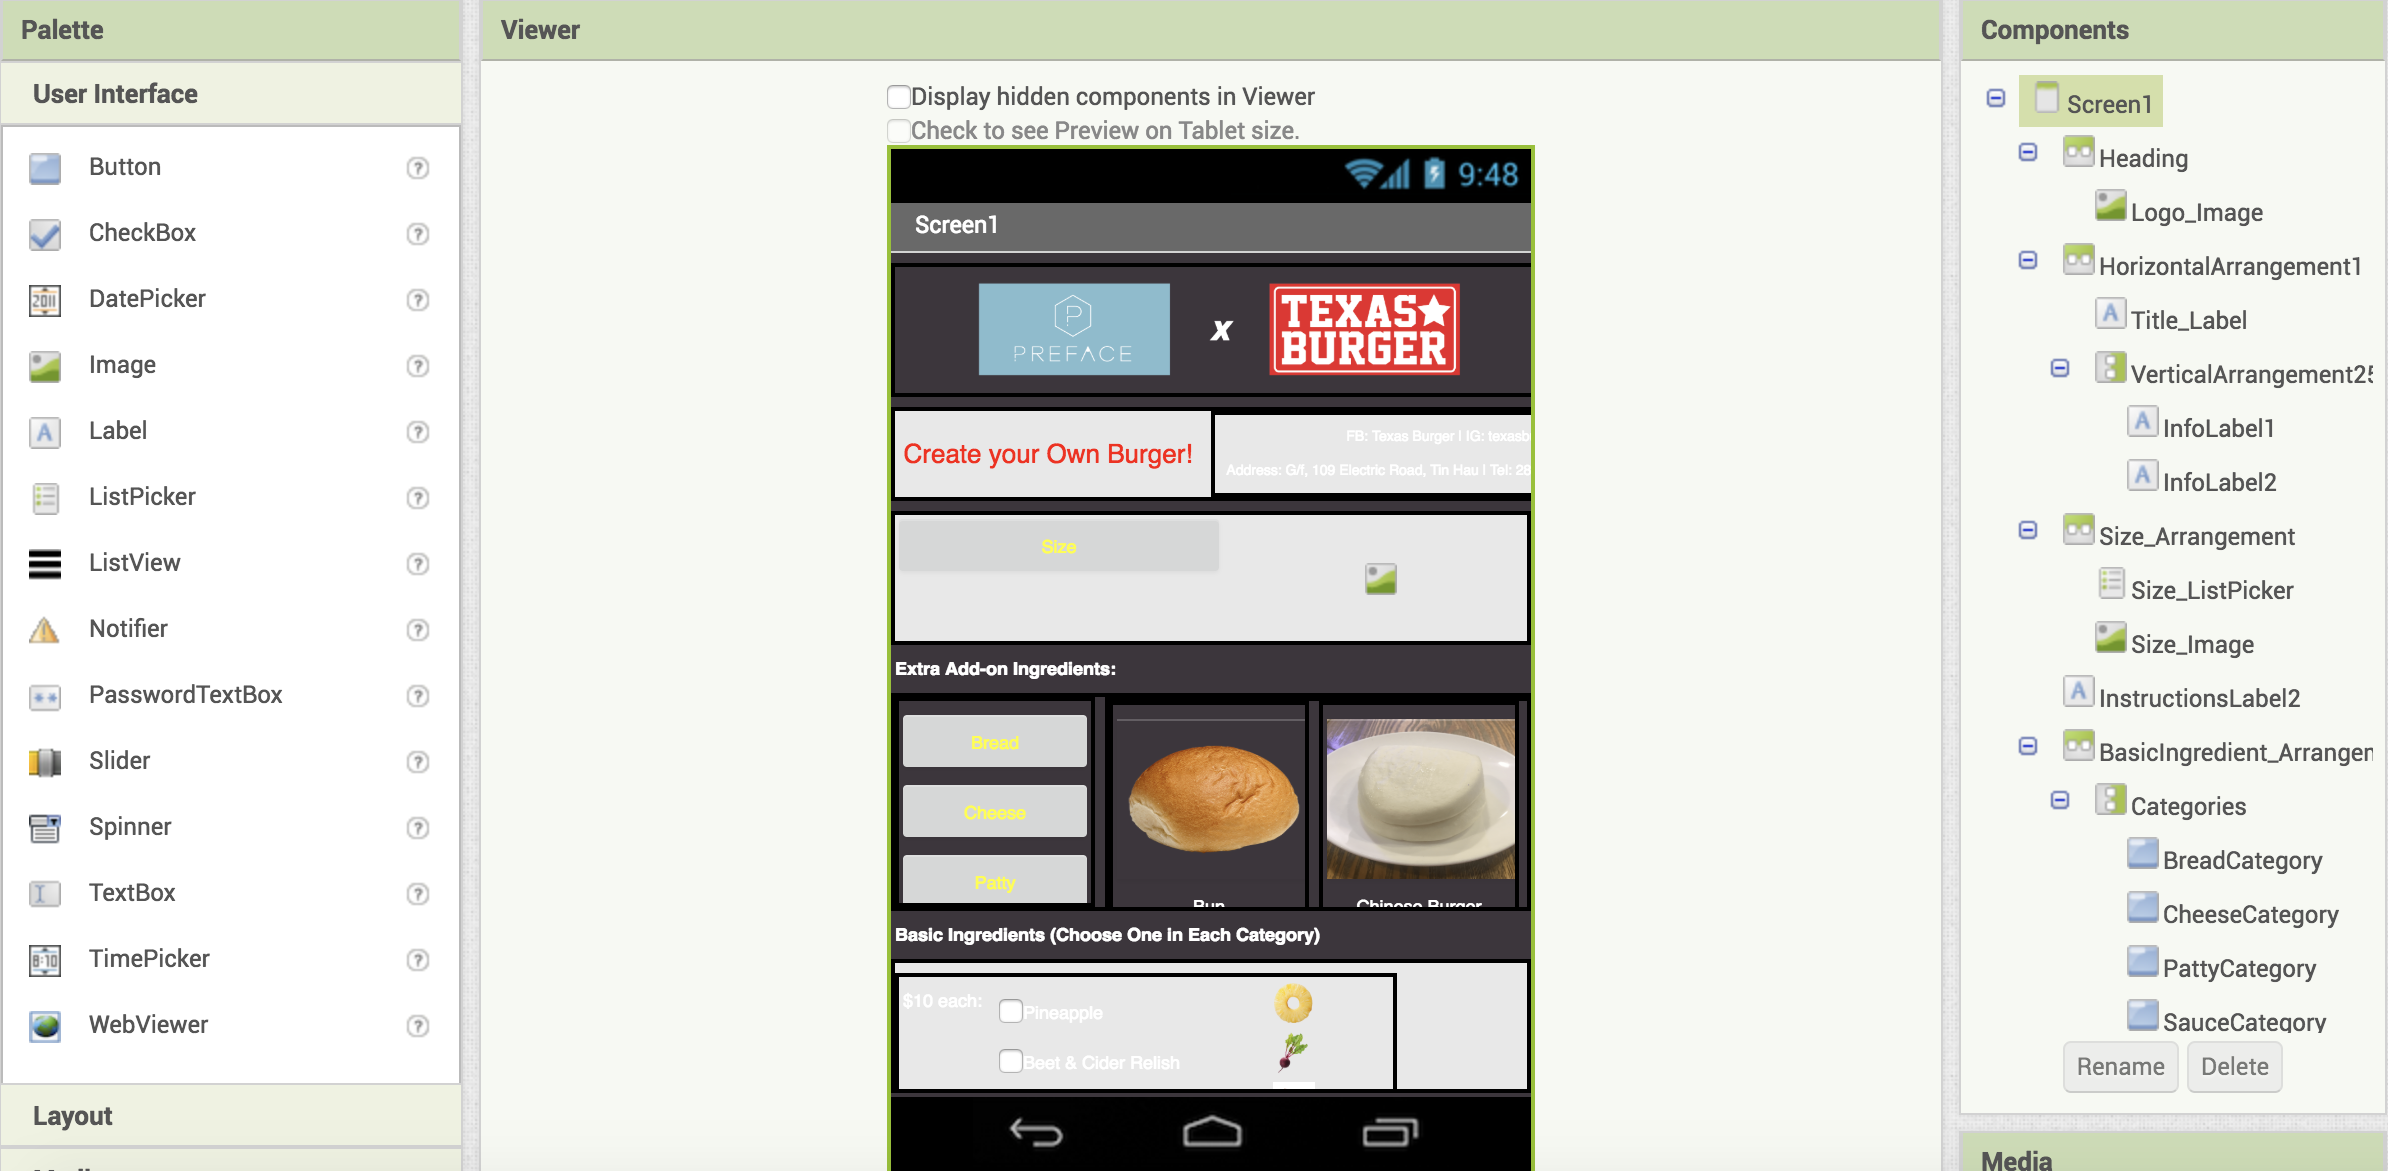 Palette
User Interface
Button
CheckBox
DatePicker
Image
Label
ListPicker
ListView
Notifier
PasswordTextBox
Slider
Spinner
TextBox
TimePicker
WebViewer
Layout
Viewer
Display hidden components in Viewer
Check to see Preview on Tablet size.
9:48
Screen1
P
PREFACE
x
TEXAS
BURGER
Create your Own Burger!
FB: Texas Burger | IG: texasb
Address: G/f, 109 Electric Road, Tin Hau | Tel: 28
Size
Extra Add-on Ingredients:
Bread
Cheese
Patty
Bun
Chinese Burger
Basic Ingredients (Choose One in Each Category)
$10 each:
Pineapple
Beet & Cider Relish
Components
Screen1
Heading
Logo_Image
HorizontalArrangement1
Title_Label
VerticalArrangement25
InfoLabel1
InfoLabel2
Size_Arrangement
Size_ListPicker
Size_Image
InstructionsLabel2
BasicIngredient_Arrangem
Categories
BreadCategory
CheeseCategory
PattyCategory
SauceCategory
Rename
Delete
Media